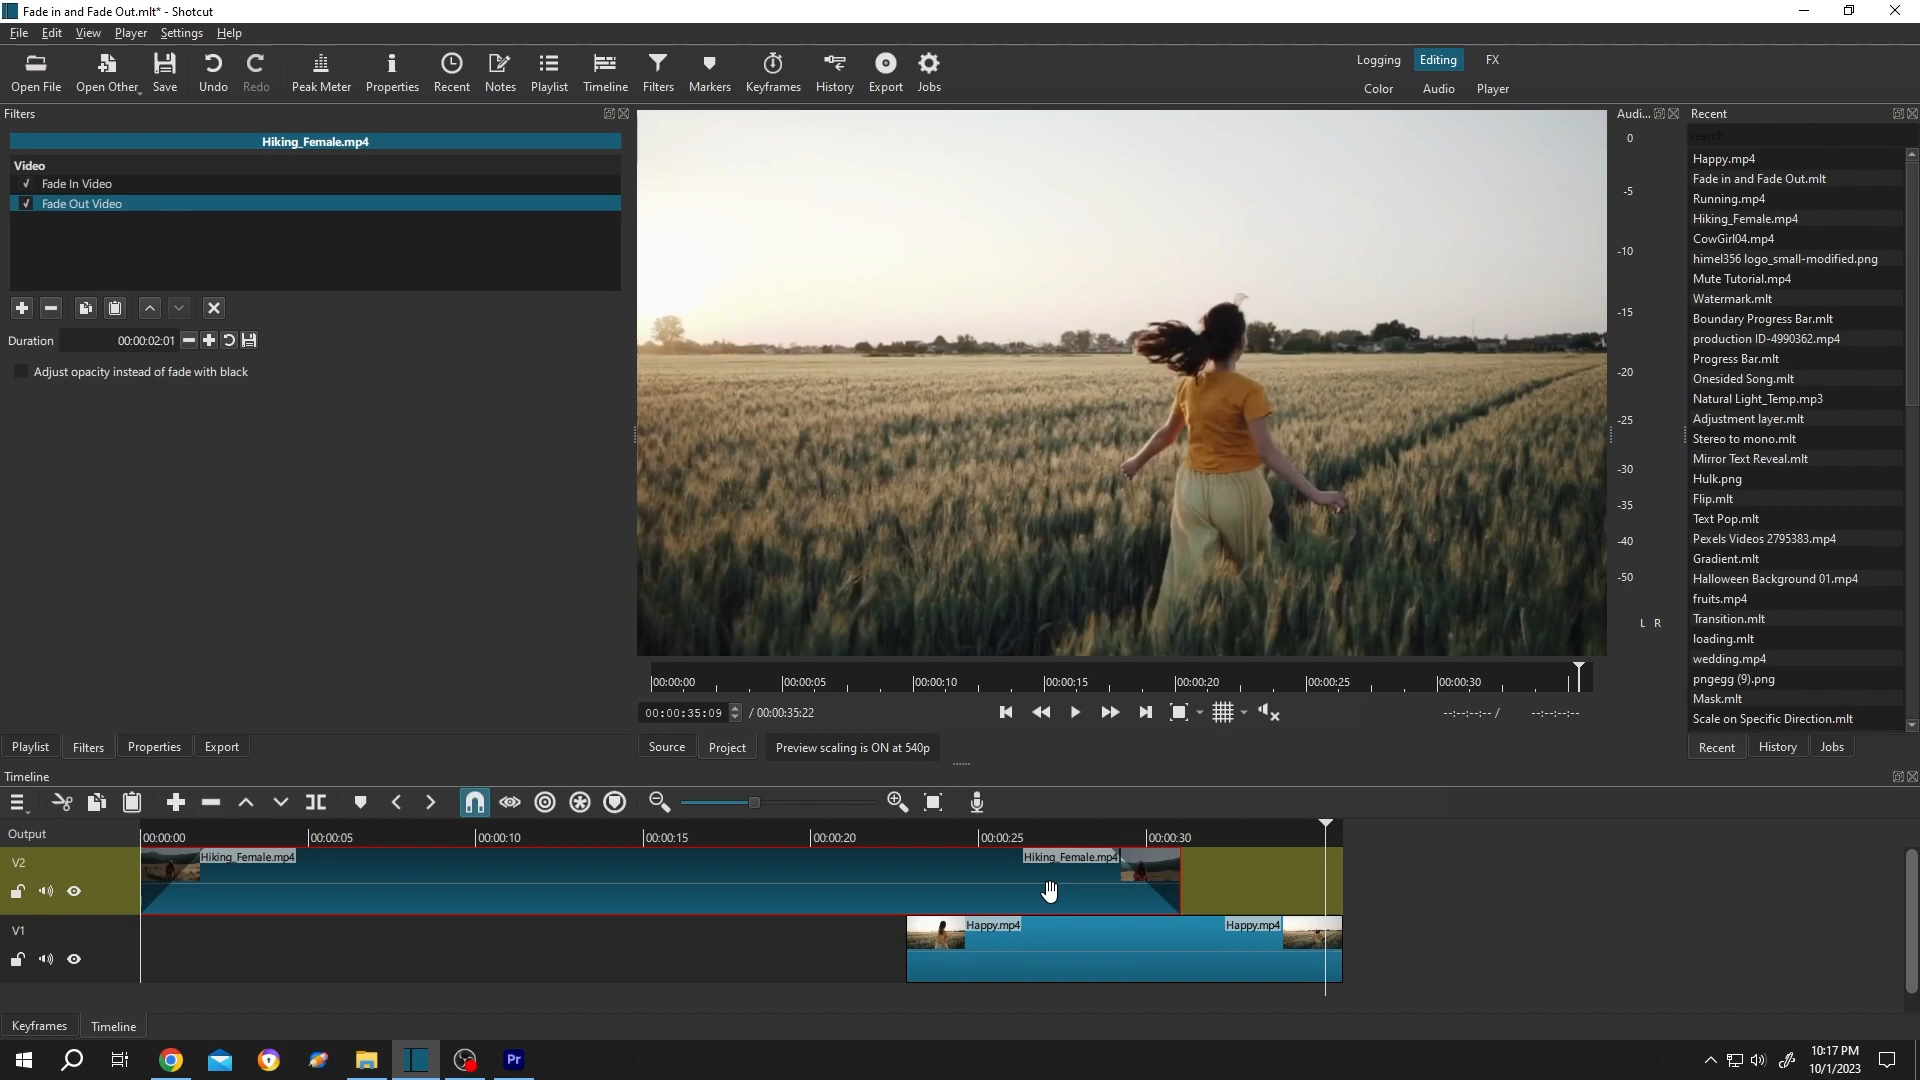 Fade in and Fade Out.mlt* - Shotcut
File Edit View Player Settings Help
Open File Open Other Save Undo Redo Peak Meter Properties Recent Notes Playlist Timeline Filters Markers Keyframes History Export Jobs
Logging Editing FX
Color Audio Player
Filters
Hiking_Female.mp4
Video
Fade In Video
Fade Out Video
Duration 00:00:02:01
Adjust opacity instead of fade with black
Playlist Filters Properties Export
00:00:00 00:00:05 00:00:10 00:00:15 00:00:20 00:00:25 00:00:30
00:00:35:09 / 00:00:35:22
--:--:--:-- / --:--:--:--
Source Project Preview scaling is ON at 540p
Audi...
0
-5
-10
-15
-20
-25
-30
-35
-40
-50
L R
Recent
search
Happy.mp4
Fade in and Fade Out.mlt
Running.mp4
Hiking_Female.mp4
CowGirl04.mp4
himel356 logo_small-modified.png
Mute Tutorial.mp4
Watermark.mlt
Boundary Progress Bar.mlt
production ID-4990362.mp4
Progress Bar.mlt
Onesided Song.mlt
Natural Light_Temp.mp3
Adjustment layer.mlt
Stereo to mono.mlt
Mirror Text Reveal.mlt
Hulk.png
Flip.mlt
Text Pop.mlt
Pexels Videos 2795383.mp4
Gradient.mlt
Halloween Background 01.mp4
fruits.mp4
Transition.mlt
loading.mlt
wedding.mp4
pngegg (9).png
Mask.mlt
Scale on Specific Direction.mlt
Recent History Jobs
Timeline
Output
00:00:00 00:00:05 00:00:10 00:00:15 00:00:20 00:00:25 00:00:30
V2
Hiking_Female.mp4 Hiking_Female.mp4
V1
Happy.mp4 Happy.mp4
Keyframes Timeline
Pr
10:17 PM
10/1/2023